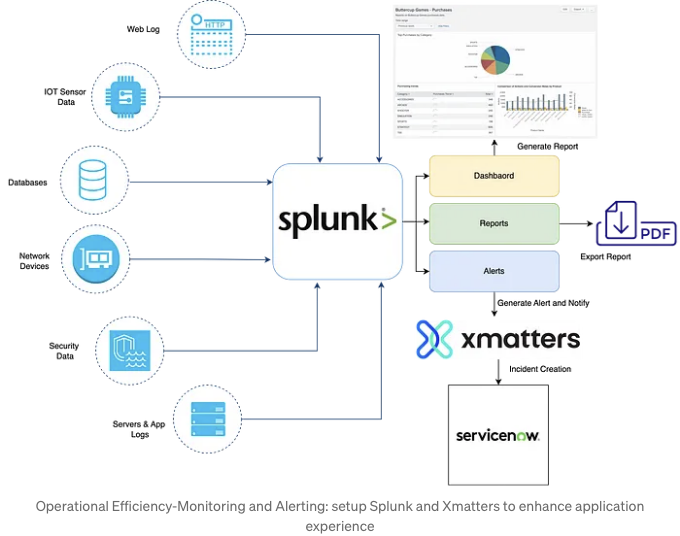 Buttercup Games - Purchases
Web Log
HTTP
Top Purchases by Category
IOT Sensor
Data
Generate Report
Databases
Dashbaord
splunk>
Reports
PDF
Network
Devices
Export Report
Alerts
Generate Alert and Notify
Security
Data
xmatters
Incident Creation
Servers & App
Logs
servicenow
Operational Efficiency-Monitoring and Alerting: setup Splunk and Xmatters to enhance application
experience